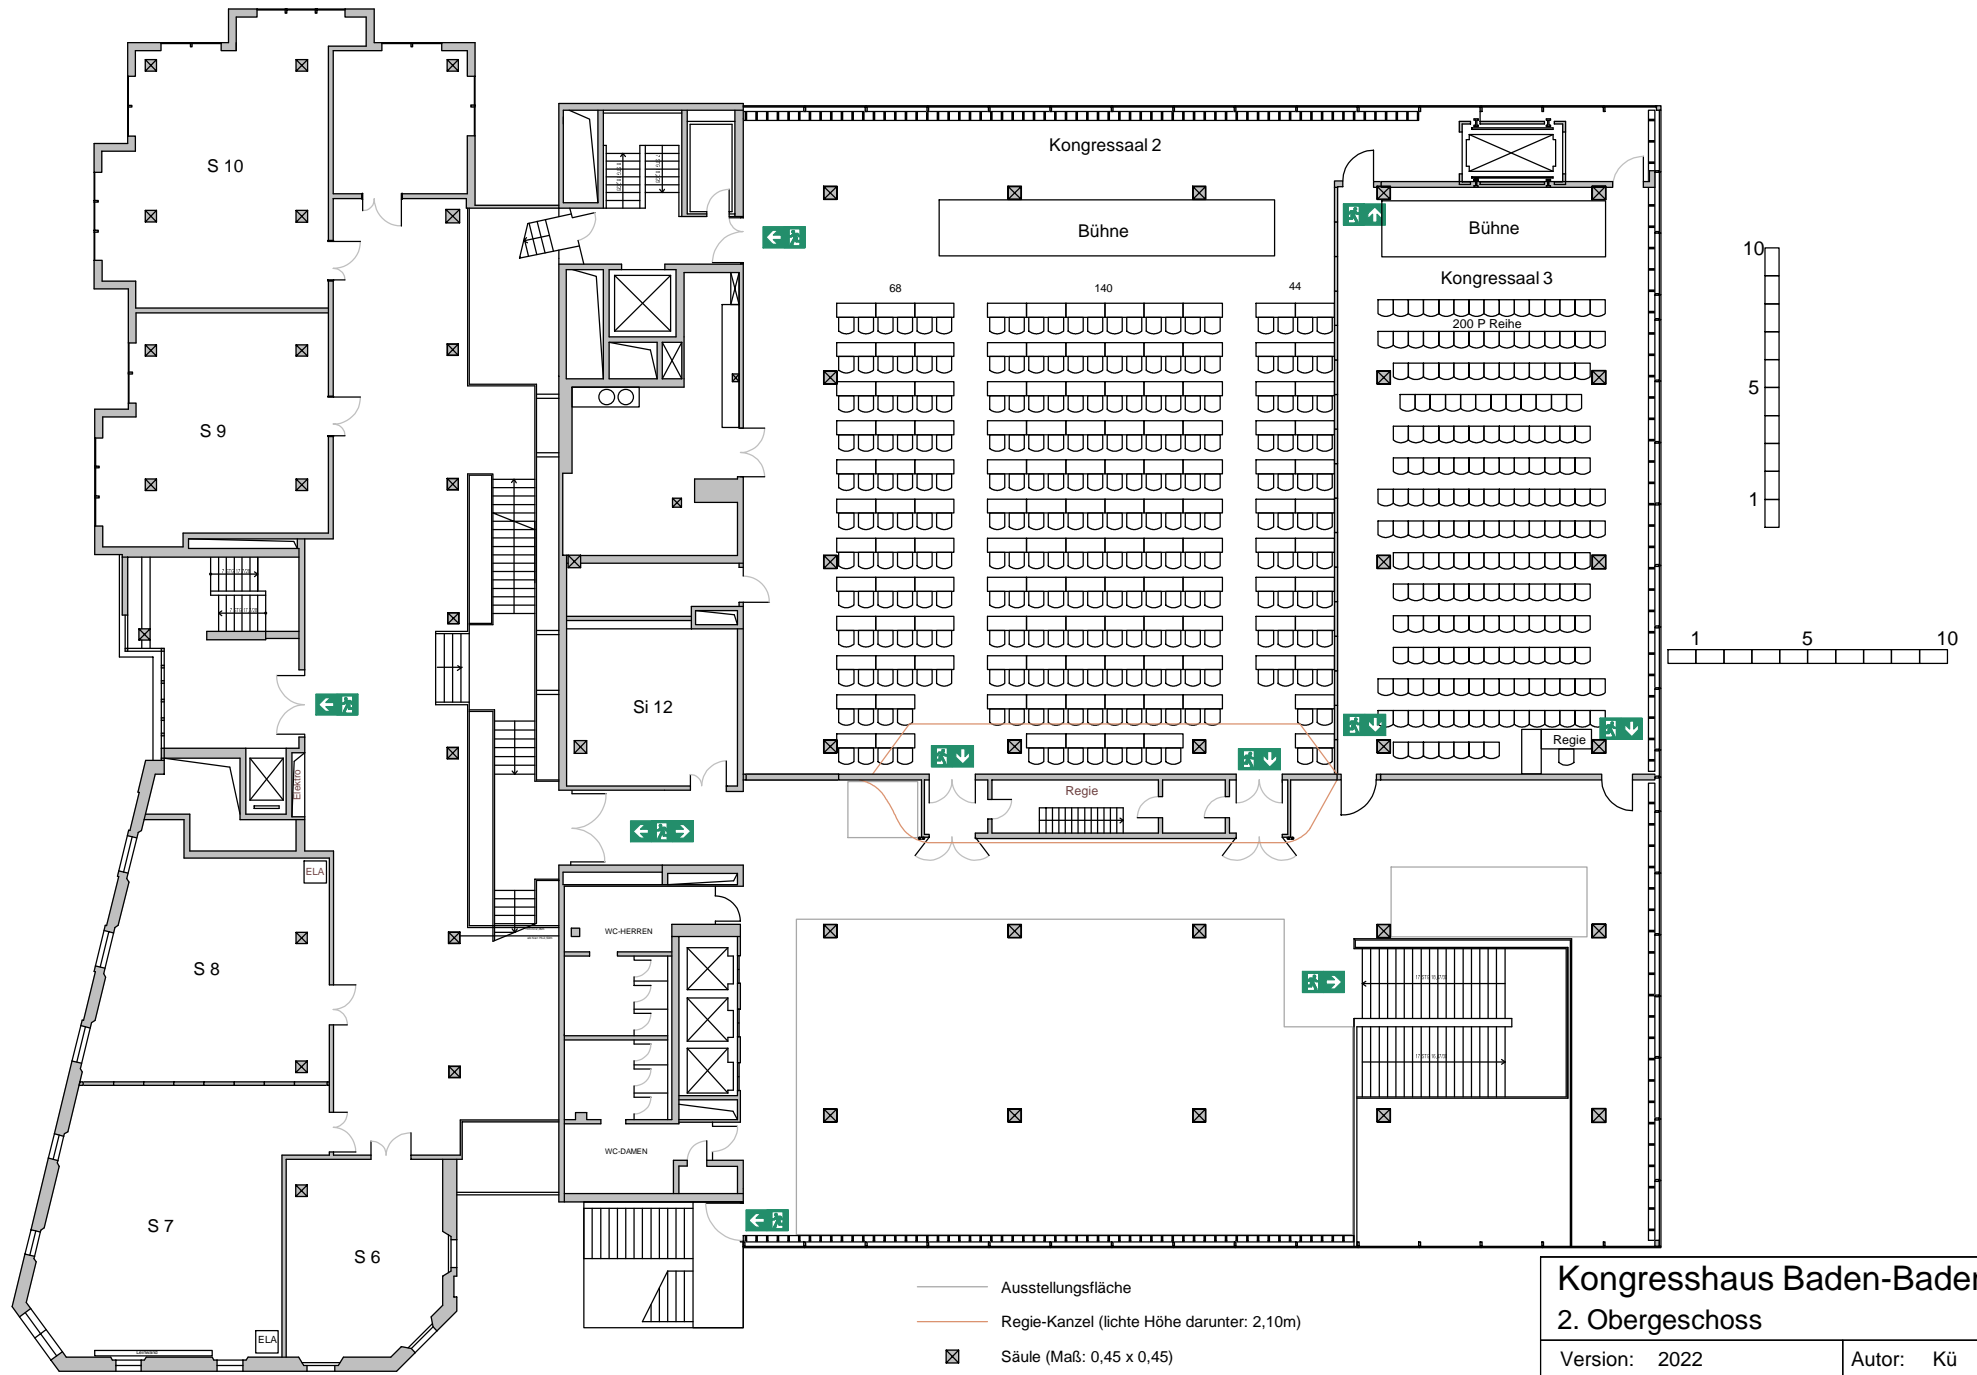 Kongressaal 2
S 10
Bühne
Bühne
Kongressaal 3
10
68
140
44
200 P Reihe
5
S 9
1
1
5
10
Si 12
Regie
Elektro
Regie
ELA
WC-HERREN
S 8
WC-DAMEN
S 7
S 6
ELA
Leinwand
Ausstellungsfläche
Regie-Kanzel (lichte Höhe darunter: 2,10m)
Säule (Maß: 0,45 x 0,45)
Kongresshaus Baden-Baden
2. Obergeschoss
Version: 2022
Autor: Kü